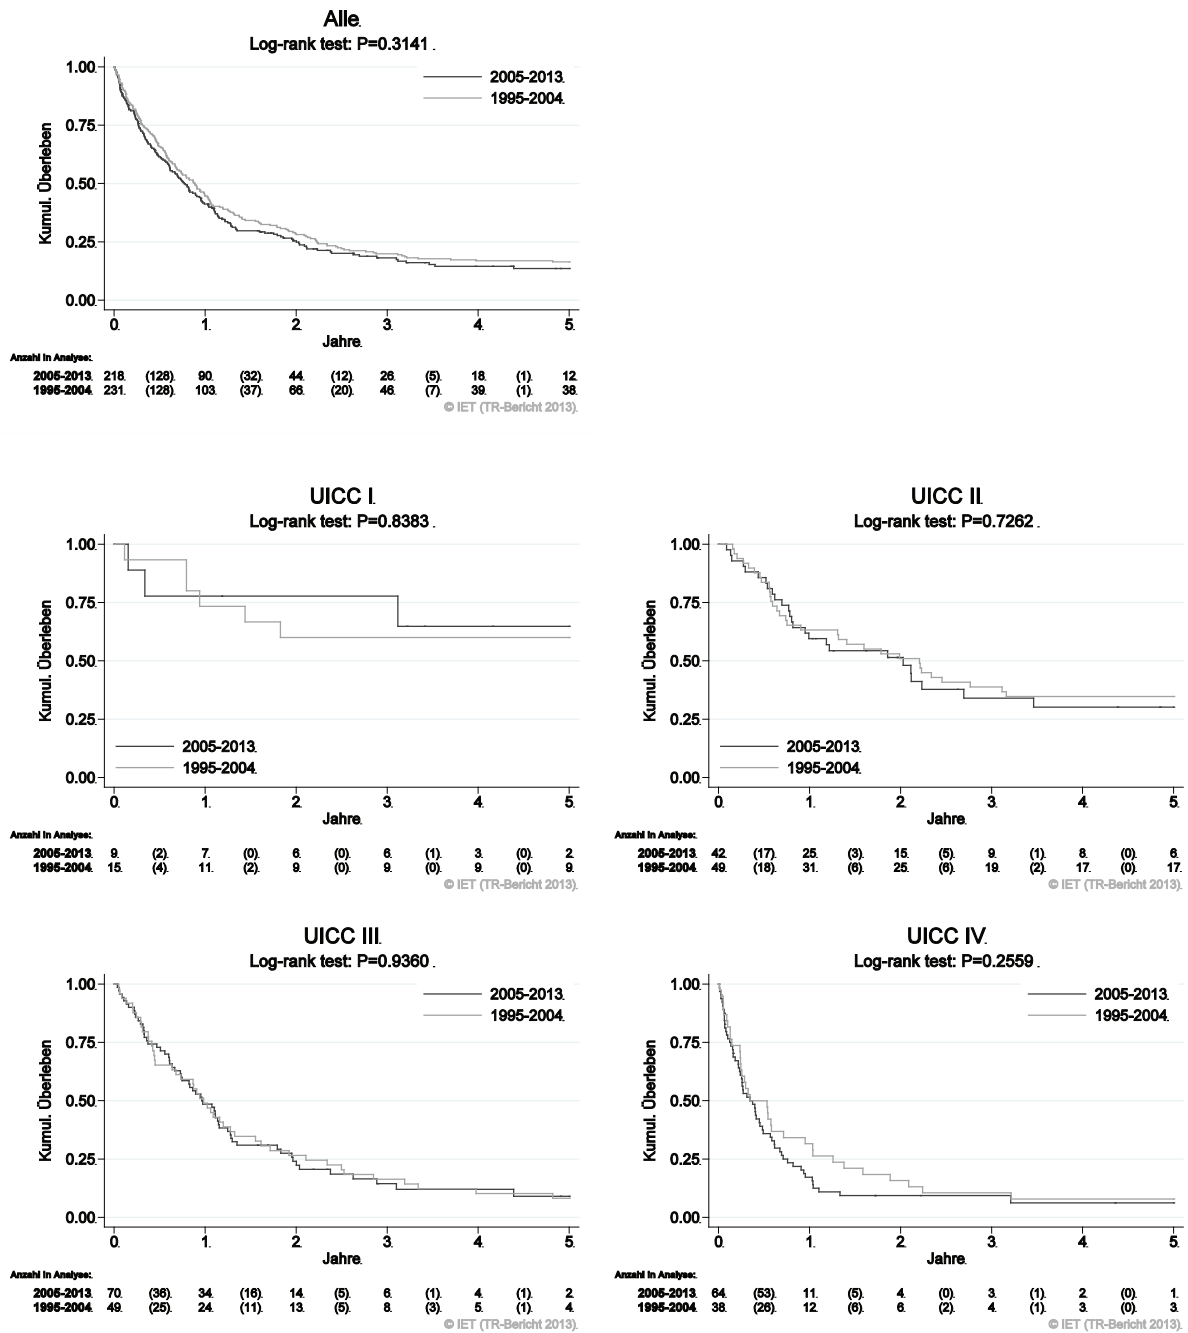 Alle.
Log-rank test: P=0.3141 .
2005-2013.
1995-2004.
Kumul. Überleben
1.00.
0.75.
0.50.
0.25.
0.00.
0. 1. 2. 3. 4. 5.
Jahre.
Anzahl in Analyse:.
2005-2013. 218. (128). 90. (32). 44. (12). 26. (5). 18. (1). 12.
1995-2004. 231. (128). 103. (37). 66. (20). 46. (7). 39. (1). 38.
© IET (TR-Bericht 2013).
UICC I.
Log-rank test: P=0.8383 .
1.00.
0.75.
0.50.
0.25.
0.00.
Kumul. Überleben
2005-2013.
1995-2004.
0. 1. 2. 3. 4. 5.
Jahre.
Anzahl in Analyse:.
2005-2013. 9. (2). 7. (0). 6. (0). 6. (1). 3. (0). 2.
1995-2004. 15. (4). 11. (2). 9. (0). 9. (0). 9. (0). 9.
© IET (TR-Bericht 2013).
UICC II.
Log-rank test: P=0.7262 .
1.00.
0.75.
0.50.
0.25.
0.00.
Kumul. Überleben
2005-2013.
1995-2004.
0. 1. 2. 3. 4. 5.
Jahre.
Anzahl in Analyse:.
2005-2013. 42. (17). 25. (3). 15. (5). 9. (1). 8. (0). 6.
1995-2004. 49. (18). 31. (6). 25. (6). 19. (2). 17. (0). 17.
© IET (TR-Bericht 2013).
UICC III.
Log-rank test: P=0.9360 .
2005-2013.
1995-2004.
1.00.
0.75.
0.50.
0.25.
0.00.
Kumul. Überleben
0. 1. 2. 3. 4. 5.
Jahre.
Anzahl in Analyse:.
2005-2013. 70. (36). 34. (16). 14. (5). 6. (1). 4. (1). 2.
1995-2004. 49. (25). 24. (11). 13. (5). 8. (3). 5. (1). 4.
© IET (TR-Bericht 2013).
UICC IV.
Log-rank test: P=0.2559 .
2005-2013.
1995-2004.
1.00.
0.75.
0.50.
0.25.
0.00.
Kumul. Überleben
0. 1. 2. 3. 4. 5.
Jahre.
Anzahl in Analyse:.
2005-2013. 64. (53). 11. (5). 4. (0). 3. (1). 2. (0). 1.
1995-2004. 38. (26). 12. (6). 6. (2). 4. (1). 3. (0). 3.
© IET (TR-Bericht 2013).